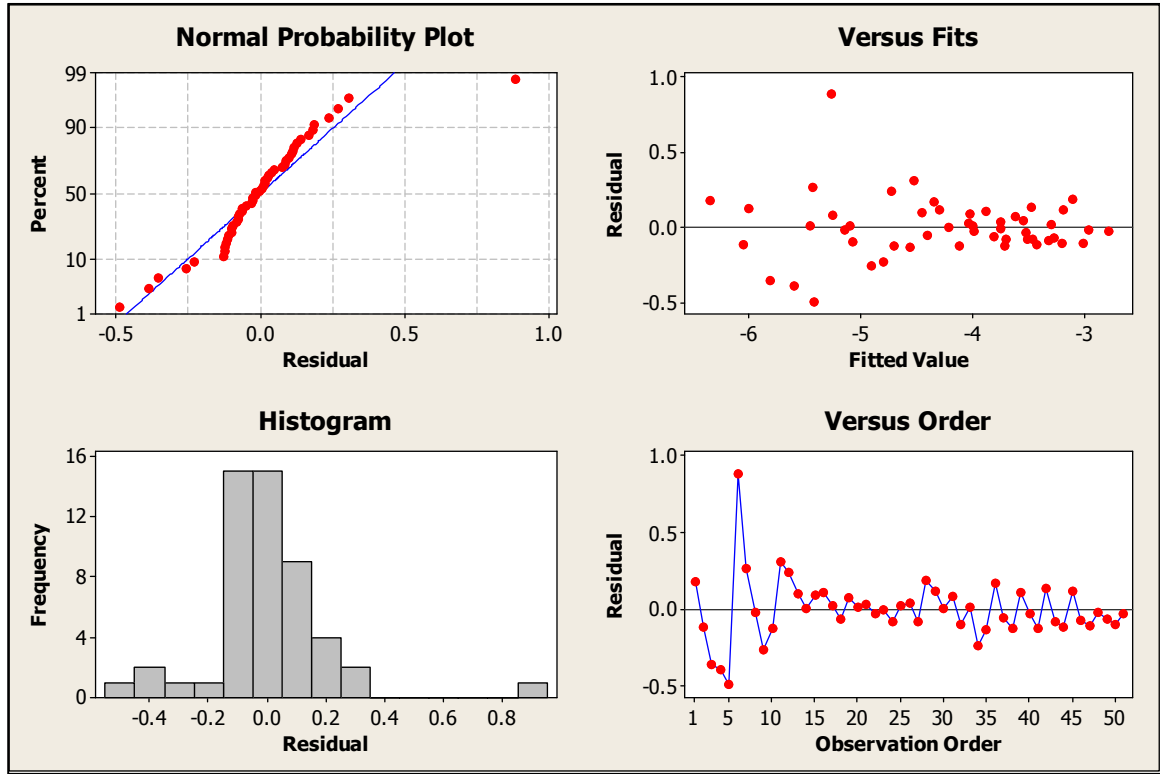 Normal Probability Plot
99
90
50
10
1
Percent
-0.5 0.0 0.5 1.0
Residual
Versus Fits
1.0
0.5
0.0
-0.5
Residual
-6 -5 -4 -3
Fitted Value
Histogram
16
12
8
4
0
Frequency
-0.4 -0.2 0.0 0.2 0.4 0.6 0.8
Residual
Versus Order
1.0
0.5
0.0
-0.5
Residual
1 5 10 15 20 25 30 35 40 45 50
Observation Order